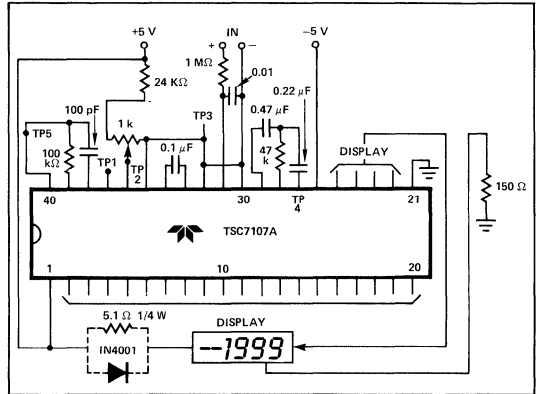 +5 V
IN
−5 V
+
−
24 KΩ
1 MΩ
0.01
0.22 µF
100 pF
0.47 µF
TP3
1 k
TP5
0.1 µF
100 kΩ
TP1
TP 2
47 k
TP 4
DISPLAY
150 Ω
40
30
21
TSC7107A
1
10
20
5.1 Ω 1/4 W
IN4001
DISPLAY
--1999